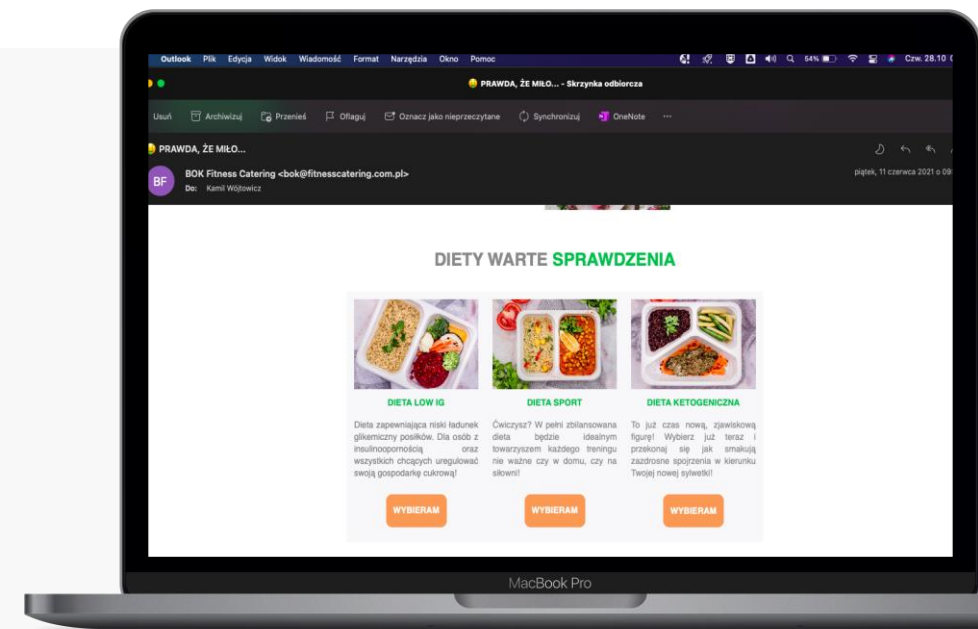 Outlook Plik Edycja Widok Wiadomość Format Narzędzia Okno Pomoc 64% Czw. 28.10
PRAWDA, ŻE MIŁO... - Skrzynka odbiorcza
Usuń Archiwizuj Przenieś Oflaguj Oznacz jako nieprzeczytane Synchronizuj OneNote ...
PRAWDA, ŻE MIŁO...
BF
BOK Fitness Catering <bok@fitnesscatering.com.pl>
piątek, 11 czerwca 2021 o 09:
Do: Kamil Wójtowicz
DIETY WARTE SPRAWDZENIA
DIETA LOW IG
Dieta zapewniająca niski ładunek
glikemiczny posiłków. Dla osób z
insulinoopornością oraz
wszystkich chcących uregulować
swoją gospodarkę cukrową!
WYBIERAM
DIETA SPORT
Ćwiczysz? W pełni zbilansowana
dieta będzie idealnym
towarzyszem każdego treningu
nie ważne czy w domu, czy na
siłowni!
WYBIERAM
DIETA KETOGENICZNA
To już czas nową, zjawiskową
figurę! Wybierz już teraz i
przekonaj się jak smakują
zazdrosne spojrzenia w kierunku
Twojej nowej sylwetki!
WYBIERAM
MacBook Pro